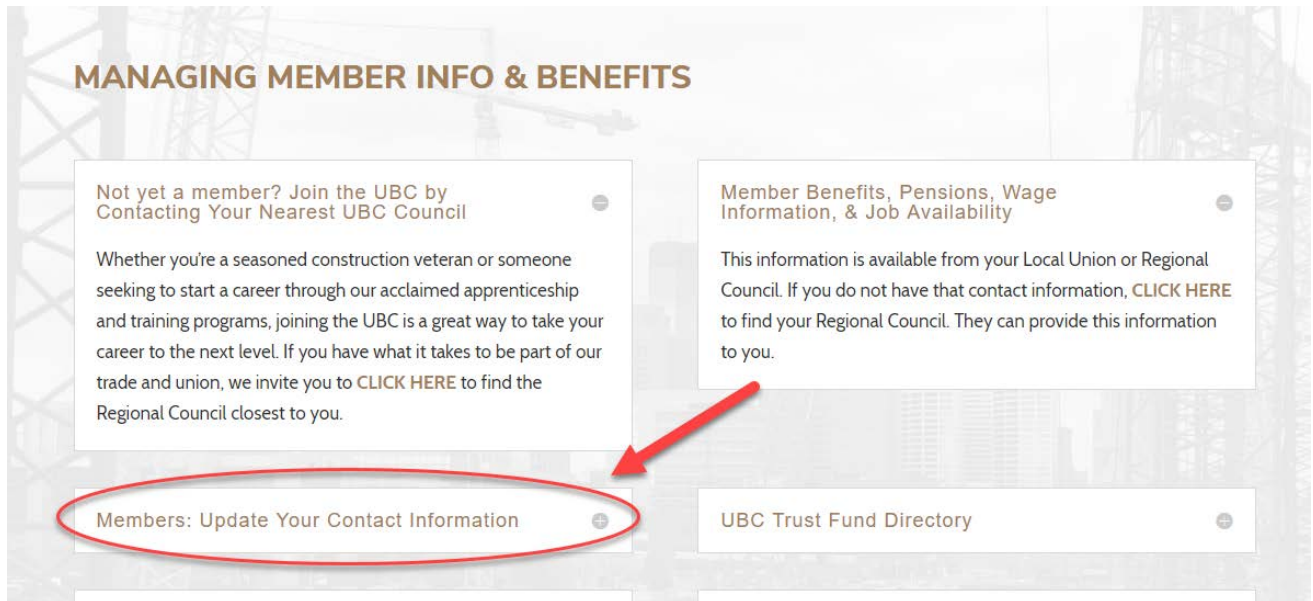 MANAGING MEMBER INFO & BENEFITS
Not yet a member? Join the UBC by
Contacting Your Nearest UBC Council
Whether you're a seasoned construction veteran or someone
seeking to start a career through our acclaimed apprenticeship
and training programs, joining the UBC is a great way to take your
career to the next level. If you have what it takes to be part of our
trade and union, we invite you to CLICK HERE to find the
Regional Council closest to you.
Member Benefits, Pensions, Wage
Information, & Job Availability
This information is available from your Local Union or Regional
Council. If you do not have that contact information, CLICK HERE
to find your Regional Council. They can provide this information
to you.
Members: Update Your Contact Information
UBC Trust Fund Directory